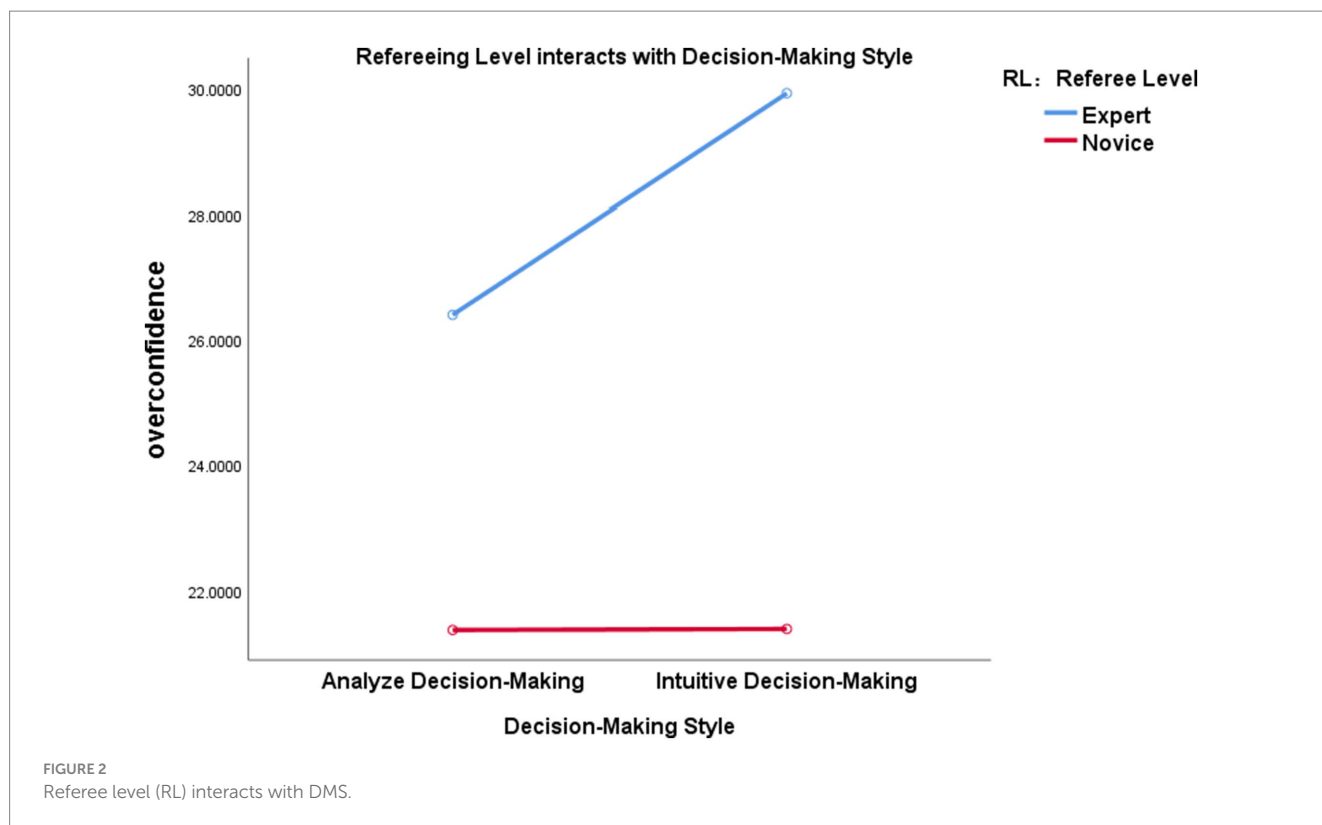 Refereeing Level interacts with Decision-Making Style
RL: Referee Level
Expert
Novice
overconfidence
30.0000
28.0000
26.0000
24.0000
22.0000
Analyze Decision-Making
Intuitive Decision-Making
Decision-Making Style
FIGURE 2
Referee level (RL) interacts with DMS.